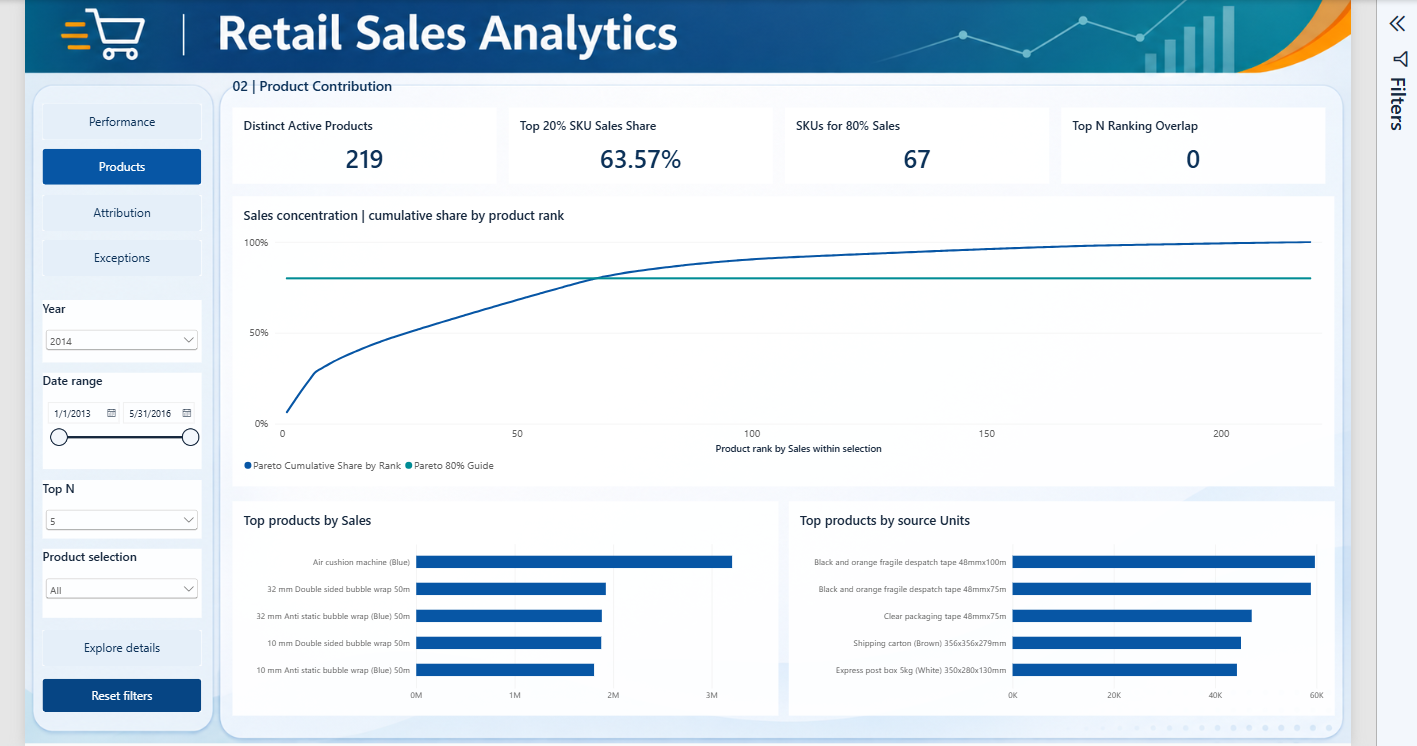 Retail Sales Analytics
02 | Product Contribution
Performance
Products
Attribution
Exceptions
Year
2014
Date range
1/1/2013 5/31/2016
Top N
5
Product selection
All
Explore details
Reset filters
Distinct Active Products
219
Top 20% SKU Sales Share
63.57%
SKUs for 80% Sales
67
Top N Ranking Overlap
0
Sales concentration | cumulative share by product rank
100%
50%
0%
0 50 100 150 200
Product rank by Sales within selection
Pareto Cumulative Share by Rank Pareto 80% Guide
Top products by Sales
Air cushion machine (Blue)
32 mm Double sided bubble wrap 50m
32 mm Anti static bubble wrap (Blue) 50m
10 mm Double sided bubble wrap 50m
10 mm Anti static bubble wrap (Blue) 50m
0M 1M 2M 3M
Top products by source Units
Black and orange fragile despatch tape 48mmx100m
Black and orange fragile despatch tape 48mmx75m
Clear packaging tape 48mmx75m
Shipping carton (Brown) 356x356x279mm
Express post box 5kg (White) 350x280x130mm
0K 20K 40K 60K
Filters